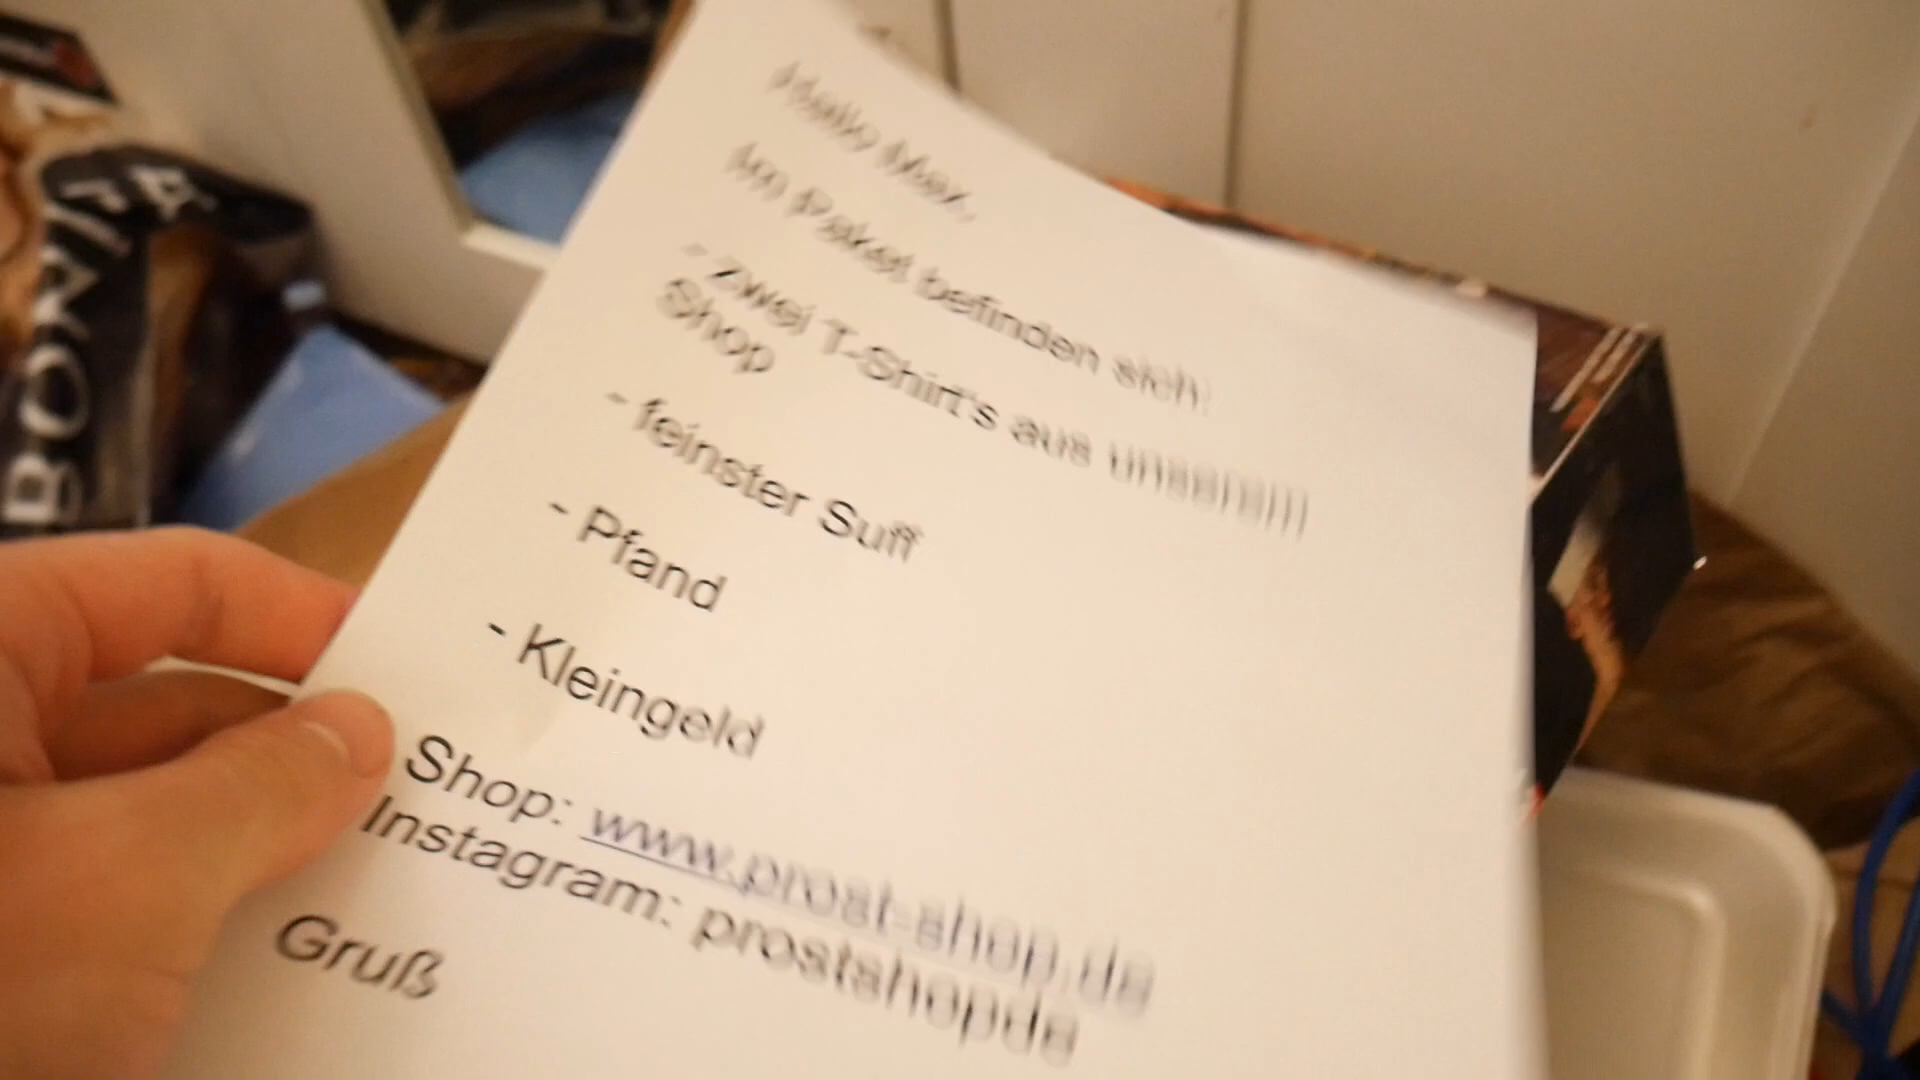 Hallo Max,
Im Paket befinden sich:
- Zwei T-Shirt's aus unserem
Shop
- feinster Suff
- Pfand
- Kleingeld
Shop: www.prost-shop.de
Instagram: prostshopde
Gruß